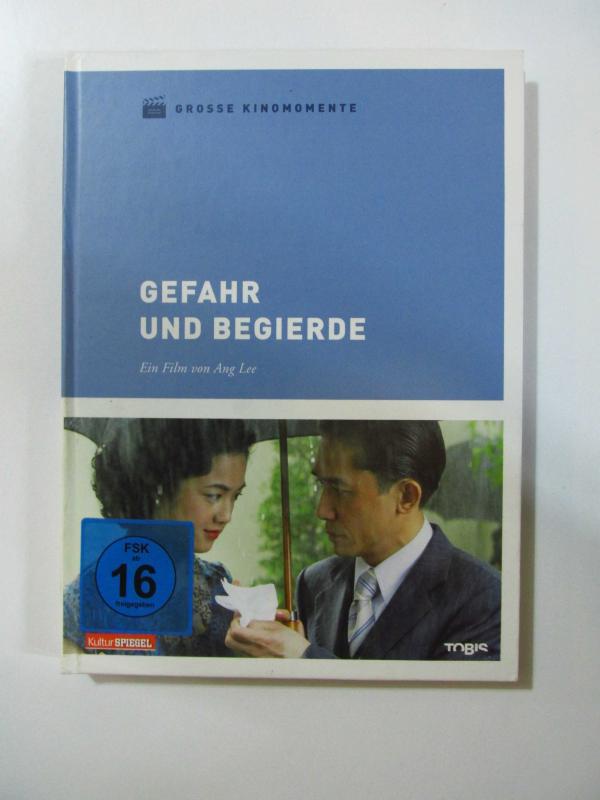 GROSSE KINOMOMENTE
GEFAHR
UND BEGIERDE
Ein Film von Ang Lee
FSK
ab
16
freigegeben
KulturSPIEGEL
TOBIS